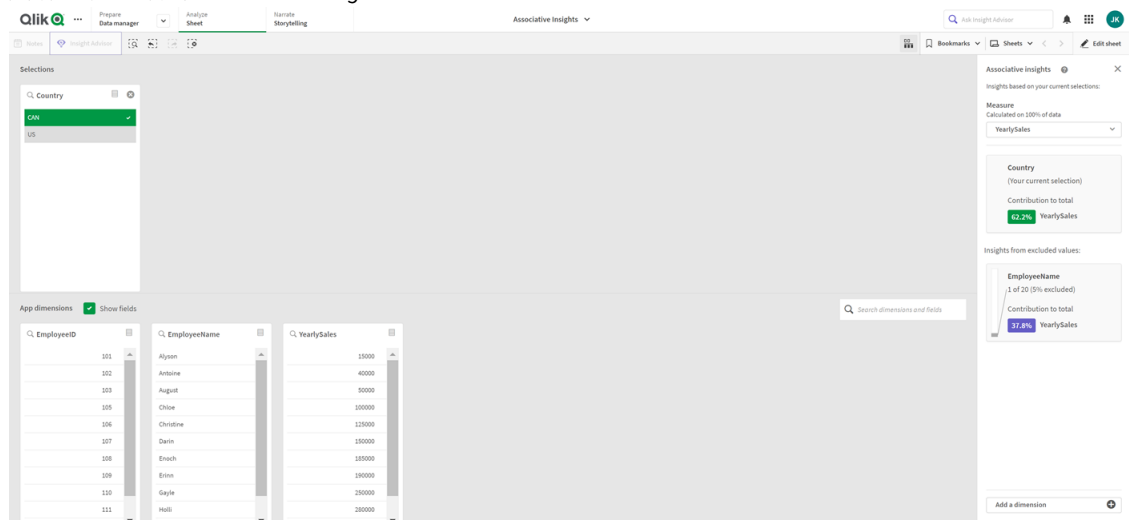 Qlik
Prepare
Data manager
Analyze
Sheet
Narrate
Storytelling
Associative Insights
Ask Insight Advisor
JK
Notes
Insight Advisor
Bookmarks
Sheets
Edit sheet
Selections
Country
CAN
US
Associative insights
Insights based on your current selections:
Measure
Calculated on 100% of data
YearlySales
Country
(Your current selection)
Contribution to total
62.2% YearlySales
Insights from excluded values:
EmployeeName
1 of 20 (5% excluded)
Contribution to total
37.8% YearlySales
Add a dimension
App dimensions
Show fields
Search dimensions and fields
EmployeeID
101
102
103
105
106
107
108
109
110
111
EmployeeName
Alyson
Antoine
August
Chloe
Christine
Darin
Enoch
Erinn
Gayle
Holli
YearlySales
15000
40000
50000
100000
125000
150000
185000
190000
250000
280000